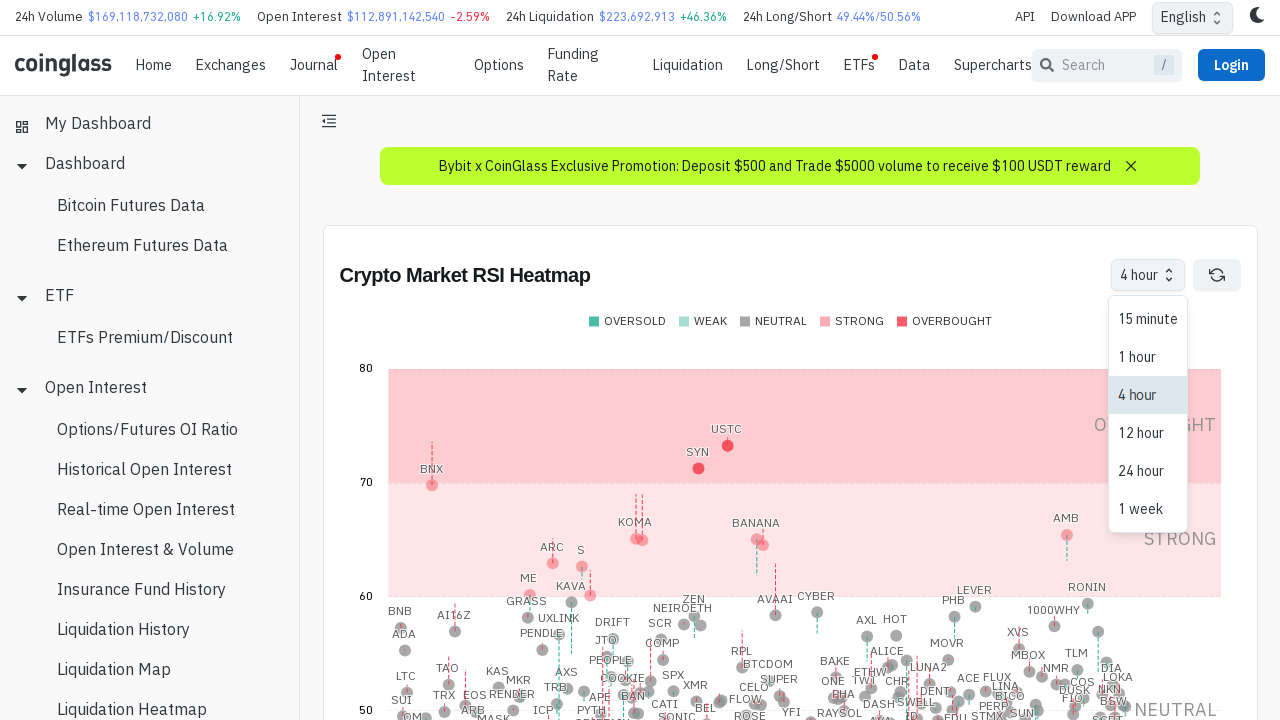 24h Volume $169,118,732,080 +16.92% Open Interest $112,891,142,540 -2.59% 24h Liquidation $223,692,913 +46.36% 24h Long/Short 49.44%/50.56% API Download APP English
coinglass Home Exchanges Journal Open Interest Options Funding Rate Liquidation Long/Short ETFs Data Supercharts Search / Login
My Dashboard
Dashboard
Bitcoin Futures Data
Ethereum Futures Data
ETF
ETFs Premium/Discount
Open Interest
Options/Futures OI Ratio
Historical Open Interest
Real-time Open Interest
Open Interest & Volume
Insurance Fund History
Liquidation History
Liquidation Map
Liquidation Heatmap
Bybit x CoinGlass Exclusive Promotion: Deposit $500 and Trade $5000 volume to receive $100 USDT reward
Crypto Market RSI Heatmap
4 hour
15 minute
1 hour
4 hour
12 hour
24 hour
1 week
OVERSOLD WEAK NEUTRAL STRONG OVERBOUGHT
80
USTC
SYN
BNX
70
KOMA BANANA AMB
STRONG
ARC S
ME KAVA LEVER RONIN
60
GRASS ZEN AVAAI CYBER PHB
BNB AI16Z NEIROETH 1000WHY
UXLINK DRIFT SCR AXL HOT
ADA PENDLE JTO COMP MOVR XVS
RPL ALICE MBOX TLM
TAO KAS AXS PEOPLE BTCDOM BAKE LUNA2 NMR DIA
LTC MKR COOKIE SPX SUPER ONE ETHW TWT CHR ACE FLUX COS LOKA
SUI TRX EOS RENDER TRB APE BAN XMR CELO PHA DENT LINA DUSK NKN
ICP PYTH CATI BEL FLOW YFI RAYSOL DASH SWELL PERP BICO FLOW BSW
50
MASK SONIC ROSE ID EDU STMX SUN NEUTRAL